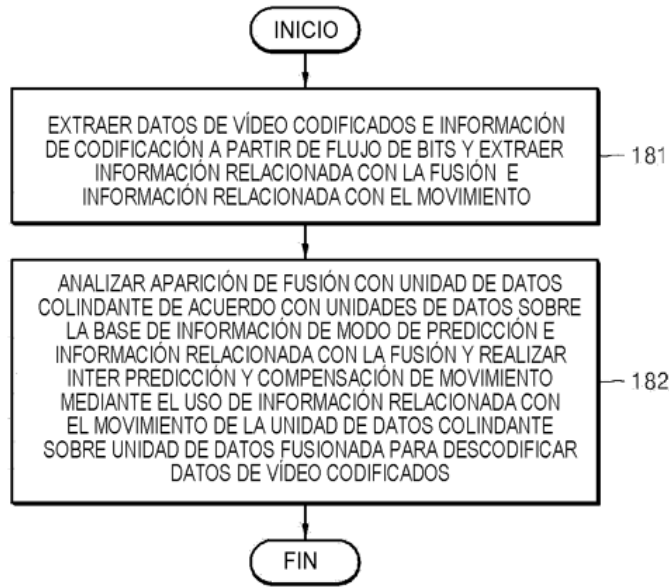 INICIO
EXTRAER DATOS DE VÍDEO CODIFICADOS E INFORMACIÓN
DE CODIFICACIÓN A PARTIR DE FLUJO DE BITS Y EXTRAER
INFORMACIÓN RELACIONADA CON LA FUSIÓN E
INFORMACIÓN RELACIONADA CON EL MOVIMIENTO
181
ANALIZAR APARICIÓN DE FUSIÓN CON UNIDAD DE DATOS
COLINDANTE DE ACUERDO CON UNIDADES DE DATOS SOBRE
LA BASE DE INFORMACIÓN DE MODO DE PREDICCIÓN E
INFORMACIÓN RELACIONADA CON LA FUSIÓN Y REALIZAR
INTER PREDICCIÓN Y COMPENSACIÓN DE MOVIMIENTO
MEDIANTE EL USO DE INFORMACIÓN RELACIONADA CON
EL MOVIMIENTO DE LA UNIDAD DE DATOS COLINDANTE
SOBRE UNIDAD DE DATOS FUSIONADA PARA DESCODIFICAR
DATOS DE VÍDEO CODIFICADOS
182
FIN